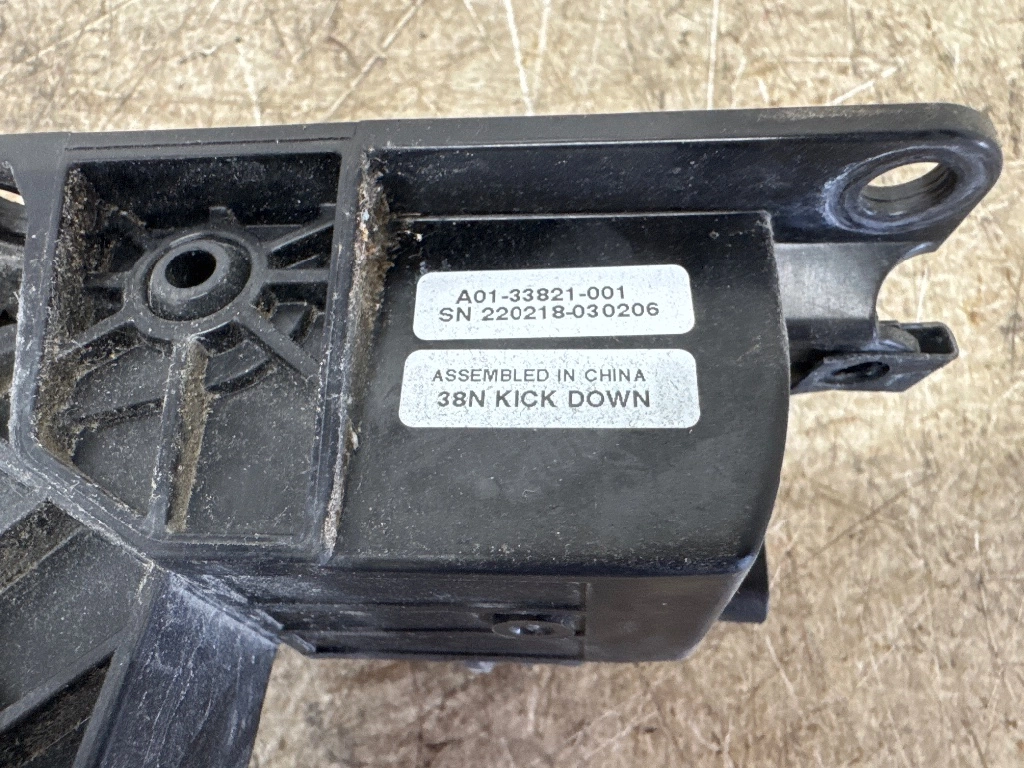 A01-33821-001
SN 220218-030206
ASSEMBLED IN CHINA
38N KICK DOWN